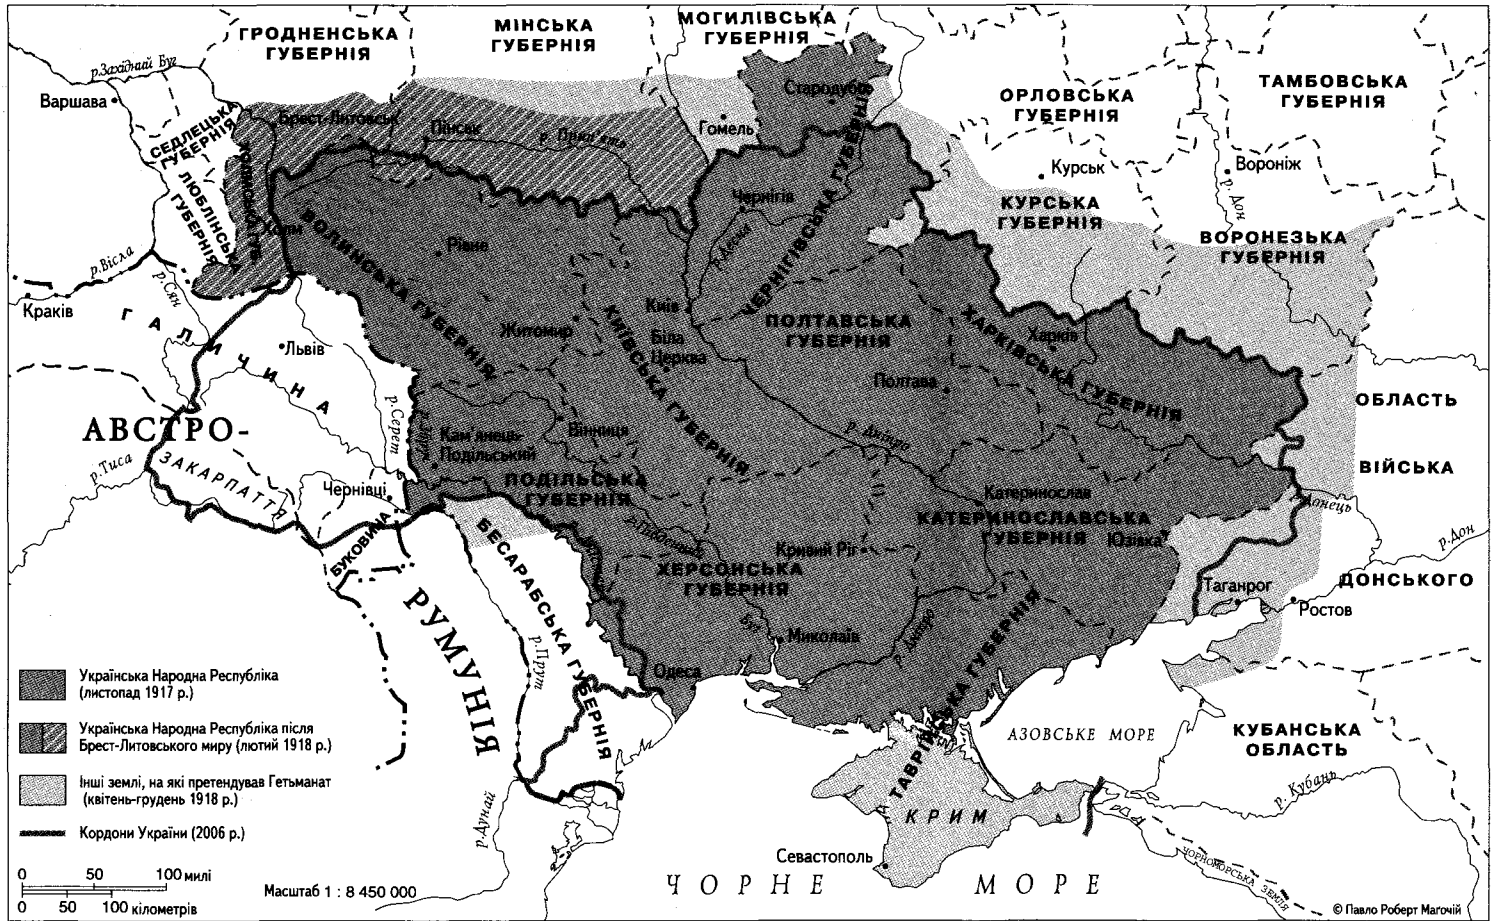 ГРОДНЕНСЬКА
ГУБЕРНІЯ
МІНСЬКА
ГУБЕРНІЯ
МОГИЛІВСЬКА
ГУБЕРНІЯ
ОРЛОВСЬКА
ГУБЕРНІЯ
ТАМБОВСЬКА
ГУБЕРНІЯ
р.Західний Буг
Варшава
СЕДЛЕЦЬКА
ГУБЕРНІЯ
Брест-Литовськ
Пінськ
р. Прип'ять
Гомель
Стародуб
Курськ
Вороніж
р. Дон
ЛЮБЛІНСЬКА
ГУБЕРНІЯ
Холм
ВОЛИНСЬКА ГУБЕРНІЯ
Рівне
Чернігів
р.Десна
ЧЕРНІГІВСЬКА ГУБЕРНІЯ
КУРСЬКА
ГУБЕРНІЯ
ВОРОНЕЗЬКА
ГУБЕРНІЯ
р.Вісла
р.Сян
Краків
ГАЛИЧИНА
Львів
Житомир
Київ
Біла
Церква
КИЇВСЬКА ГУБЕРНІЯ
ПОЛТАВСЬКА
ГУБЕРНІЯ
Харків
ХАРКІВСЬКА ГУБЕРНІЯ
Полтава
АВСТРО-
р.Тиса
ЗАКАРПАТТЯ
р.Серет
р.Збруч
Кам'янець-
Подільський
Вінниця
ПОДІЛЬСЬКА
ГУБЕРНІЯ
р. Дніпро
ОБЛАСТЬ
ВІЙСЬКА
ДОНСЬКОГО
Чернівці
БУКОВИНА
Катеринослав
КАТЕРИНОСЛАВСЬКА
ГУБЕРНІЯ
Юзівка
р.Донець
р.Дон
Кривий Ріг
р.Південний
Буг
ХЕРСОНСЬКА
ГУБЕРНІЯ
БЕСАРАБСЬКА ГУБЕРНІЯ
РУМУНІЯ
р.Прут
Таганрог
Ростов
Миколаїв
р. Дніпро
Одеса
ТАВРІЙСЬКА ГУБЕРНІЯ
АЗОВСЬКЕ МОРЕ
КУБАНСЬКА
ОБЛАСТЬ
р. Кубань
КРИМ
Севастополь
р.Дунай
ЧОРНЕ МОРЕ
ЧОРНОМОРСЬКА ЗЕМЛЯ
Українська Народна Республіка
(листопад 1917 р.)
Українська Народна Республіка після
Брест-Литовського миру (лютий 1918 р.)
Інші землі, на які претендував Гетьманат
(квітень-грудень 1918 р.)
Кордони України (2006 р.)
0 50 100 милі
0 50 100 кілометрів
Масштаб 1 : 8 450 000
© Павло Роберт Маґочій